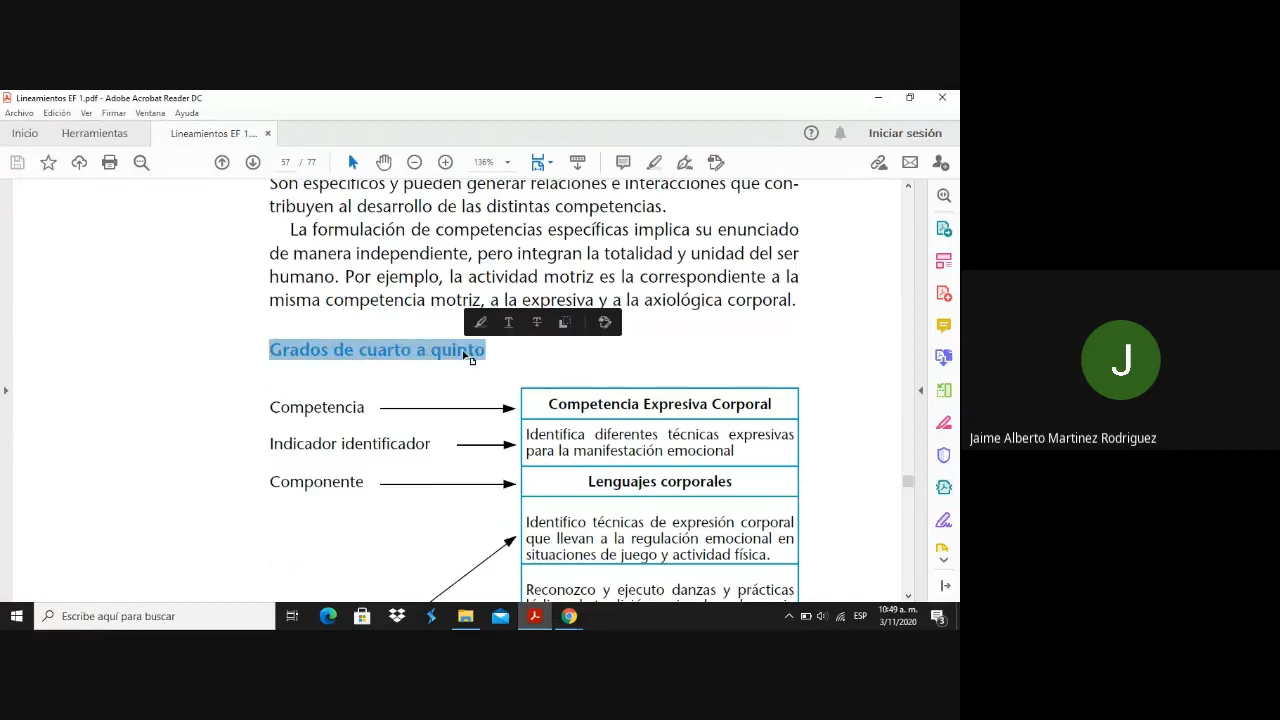 Lineamientos EF 1.pdf - Adobe Acrobat Reader DC
Archivo Edición Ver Firmar Ventana Ayuda
Inicio Herramientas Lineamientos EF 1.... × Iniciar sesión
57 / 77 136%
Son específicos y pueden generar relaciones e interacciones que con-
tribuyen al desarrollo de las distintas competencias.
La formulación de competencias específicas implica su enunciado
de manera independiente, pero integran la totalidad y unidad del ser
humano. Por ejemplo, la actividad motriz es la correspondiente a la
misma competencia motriz, a la expresiva y a la axiológica corporal.
Grados de cuarto a quinto
Competencia
Competencia Expresiva Corporal
Indicador identificador
Identifica diferentes técnicas expresivas
para la manifestación emocional
Componente
Lenguajes corporales
Identifico técnicas de expresión corporal
que llevan a la regulación emocional en
situaciones de juego y actividad física.
Reconozco y ejecuto danzas y prácticas
J
Jaime Alberto Martinez Rodriguez
Escribe aquí para buscar
ESP
10:49 a. m.
3/11/2020
3